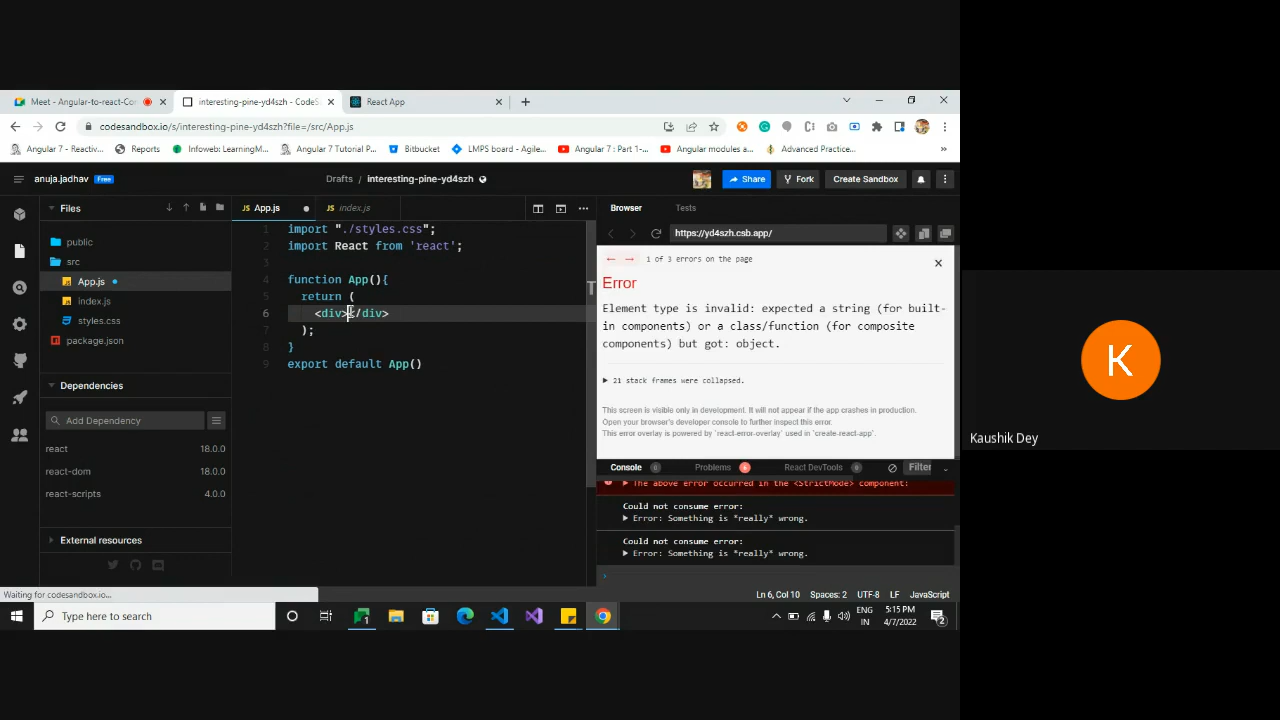 Meet - Angular-to-react-Cor
interesting-pine-yd4szh - CodeS
React App
codesandbox.io/s/interesting-pine-yd4szh?file=/src/App.js
Angular 7 - Reactiv...
Reports
Infoweb: LearningM...
Angular 7 Tutorial P...
Bitbucket
LMPS board - Agile...
Angular 7 : Part 1-...
Angular modules a...
Advanced Practice...
»
anuja.jadhav
Free
Drafts / interesting-pine-yd4szh
Share
Fork
Create Sandbox
Files
App.js
index.js
Browser
Tests
https://yd4szh.csb.app/
public
src
App.js
index.js
styles.css
package.json
Dependencies
Add Dependency
react 18.0.0
react-dom 18.0.0
react-scripts 4.0.0
External resources
1 import "./styles.css";
2 import React from 'react';
3
4 function App(){
5 return (
6 <div></div>
7 );
8 }
9 export default App()
1 of 3 errors on the page
Error
Element type is invalid: expected a string (for built-
in components) or a class/function (for composite
components) but got: object.
21 stack frames were collapsed.
This screen is visible only in development. It will not appear if the app crashes in production.
Open your browser's developer console to further inspect this error.
This error overlay is powered by `react-error-overlay` used in `create-react-app`.
Console 0
Problems 6
React DevTools 0
Filter
The above error occurred in the <StrictMode> component:
Could not consume error:
Error: Something is *really* wrong.
Could not consume error:
Error: Something is *really* wrong.
Waiting for codesandbox.io...
Ln 6, Col 10
Spaces: 2
UTF-8
LF
JavaScript
Type here to search
ENG
IN
5:15 PM
4/7/2022
2
K
Kaushik Dey